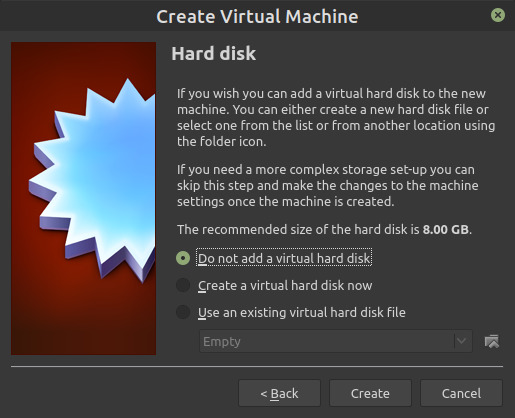 Create Virtual Machine
Hard disk
If you wish you can add a virtual hard disk to the new
machine. You can either create a new hard disk file or
select one from the list or from another location using
the folder icon.
If you need a more complex storage set-up you can
skip this step and make the changes to the machine
settings once the machine is created.
The recommended size of the hard disk is 8.00 GB.
Do not add a virtual hard disk
Create a virtual hard disk now
Use an existing virtual hard disk file
Empty
< Back
Create
Cancel